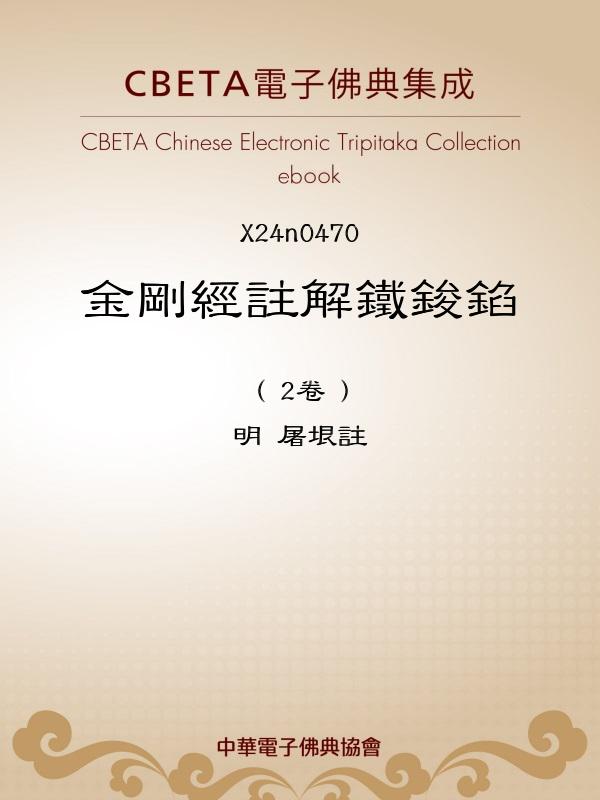 CBETA電子佛典集成
CBETA Chinese Electronic Tripitaka Collection
ebook
X24n0470
金剛經註解鐵鋑錎
（ 2卷 ）
明 屠垠註
中華電子佛典協會